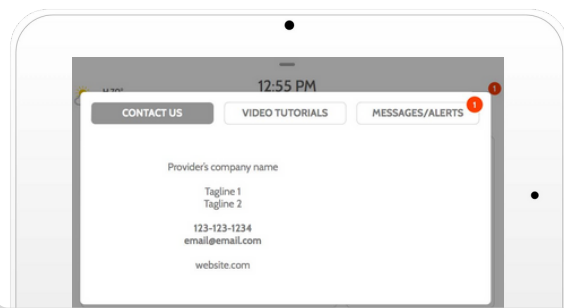 12:55 PM
1
CONTACT US
VIDEO TUTORIALS
MESSAGES/ALERTS
1
Provider's company name
Tagline 1
Tagline 2
123-123-1234
email@email.com
website.com